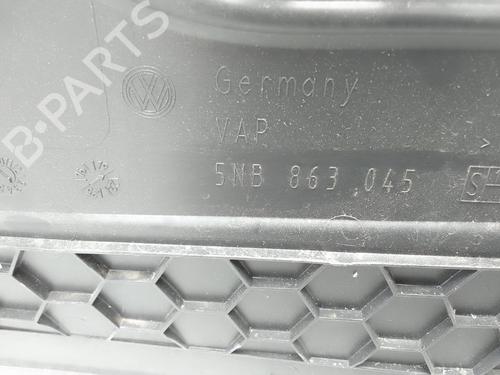 B-PARTS
Germany
VAP
5NB 863 045